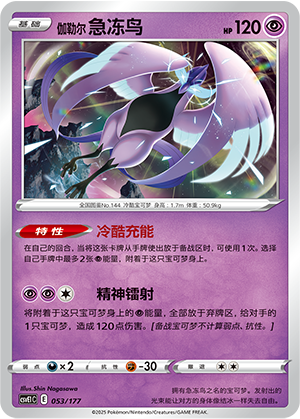 基础 伽勒尔 急冻鸟 HP 120
全国图鉴No.144 冷酷宝可梦 身高:1.7m 体重:50.9kg
特性 冷酷充能
在自己的回合,当将这张卡牌从手牌使出放于备战区时,可使用1次。选择
自己手牌中最多2张能量,附着于这只宝可梦身上。
精神镭射
将附着于这只宝可梦身上的能量,全部放于弃牌区,给对手的
1只宝可梦,造成120点伤害。[备战宝可梦不计算弱点、抗性。]
弱点 ×2 抗性 -30 撤退
Illus.Shin Nagasawa
E 053/177
拥有急冻鸟之名的宝可梦。发射出的
光束能让对方的身体像结冰一样失去自由。
©2025 Pokémon/Nintendo/Creatures/GAME FREAK.